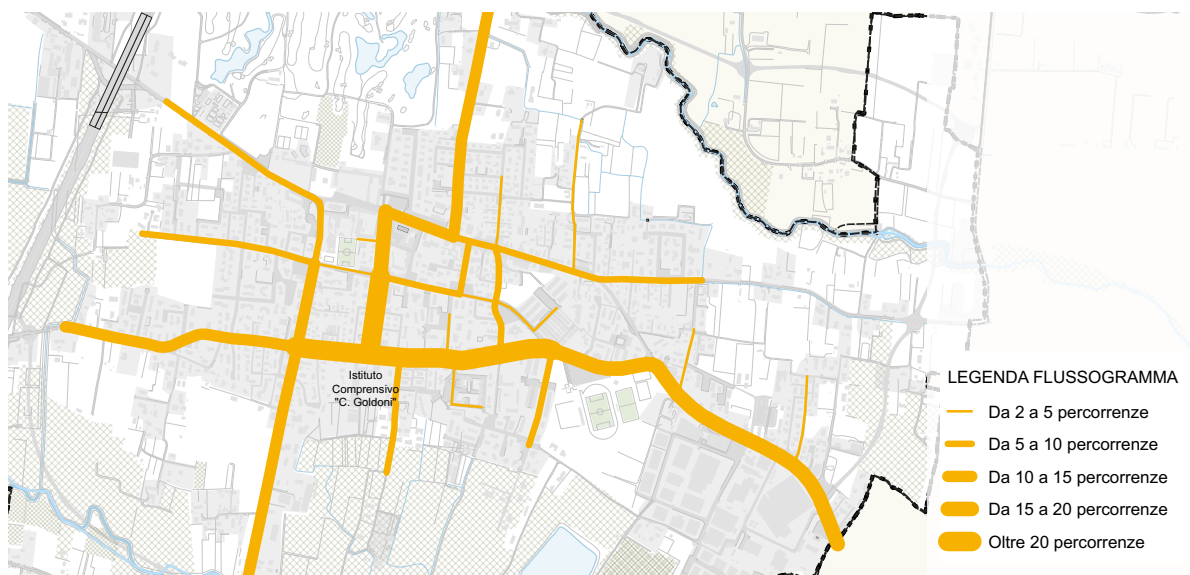 Istituto
Comprensivo
"C. Goldoni"
LEGENDA FLUSSOGRAMMA
Da 2 a 5 percorrenze
Da 5 a 10 percorrenze
Da 10 a 15 percorrenze
Da 15 a 20 percorrenze
Oltre 20 percorrenze